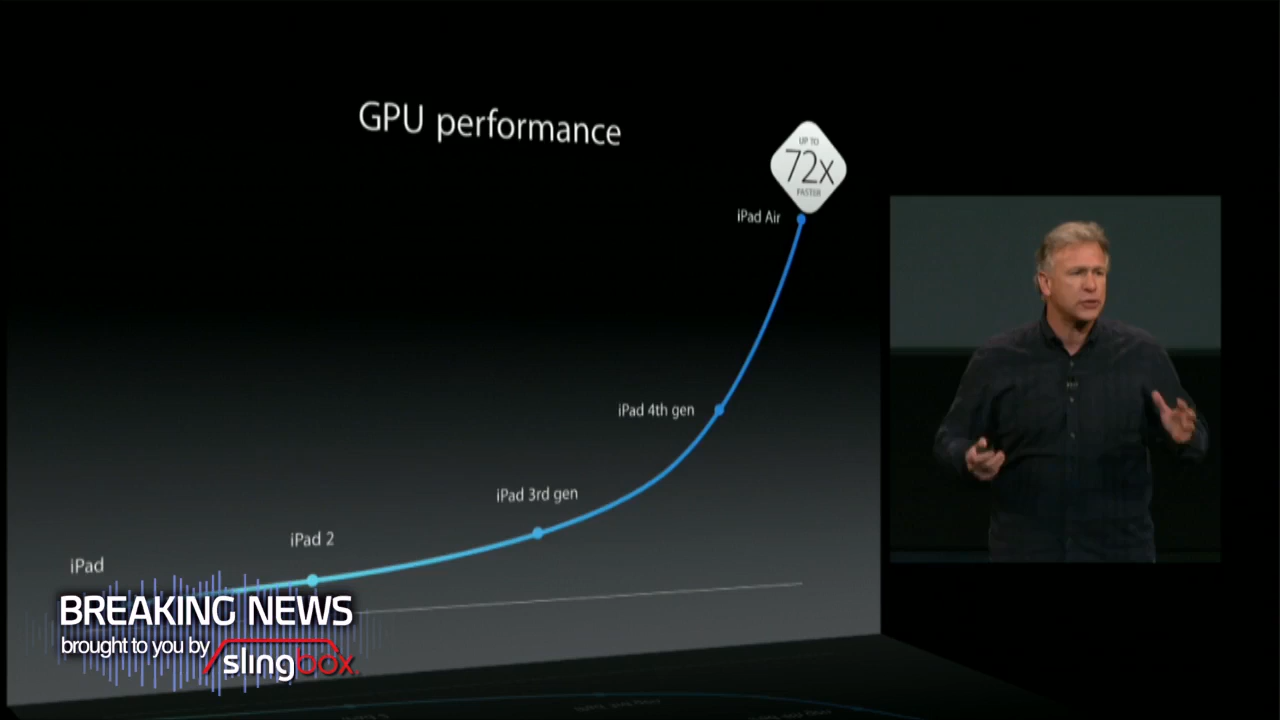 GPU performance
UP TO
72x
FASTER
iPad Air
iPad 4th gen
iPad 3rd gen
iPad 2
iPad
BREAKING NEWS
brought to you by
slingbox